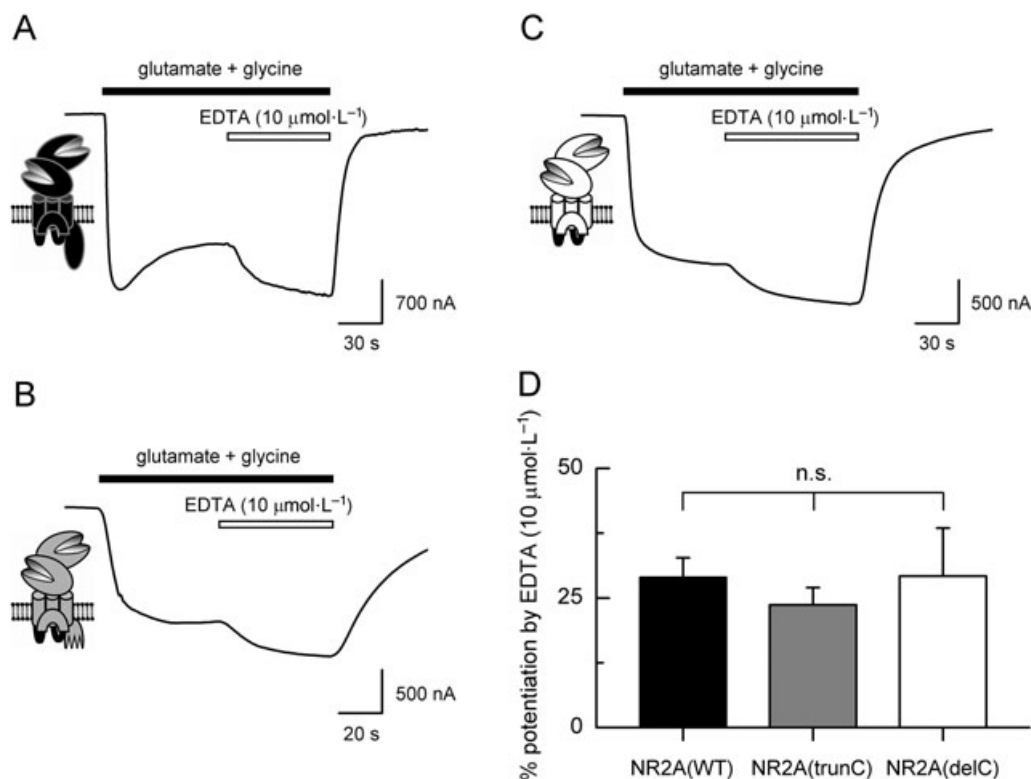 A
glutamate + glycine
EDTA (10 μmol·L⁻¹)
700 nA
30 s
B
glutamate + glycine
EDTA (10 μmol·L⁻¹)
500 nA
20 s
C
glutamate + glycine
EDTA (10 μmol·L⁻¹)
500 nA
30 s
D
% potentiation by EDTA (10 μmol·L⁻¹)
50
25
0
n.s.
NR2A(WT) NR2A(trunC) NR2A(delC)